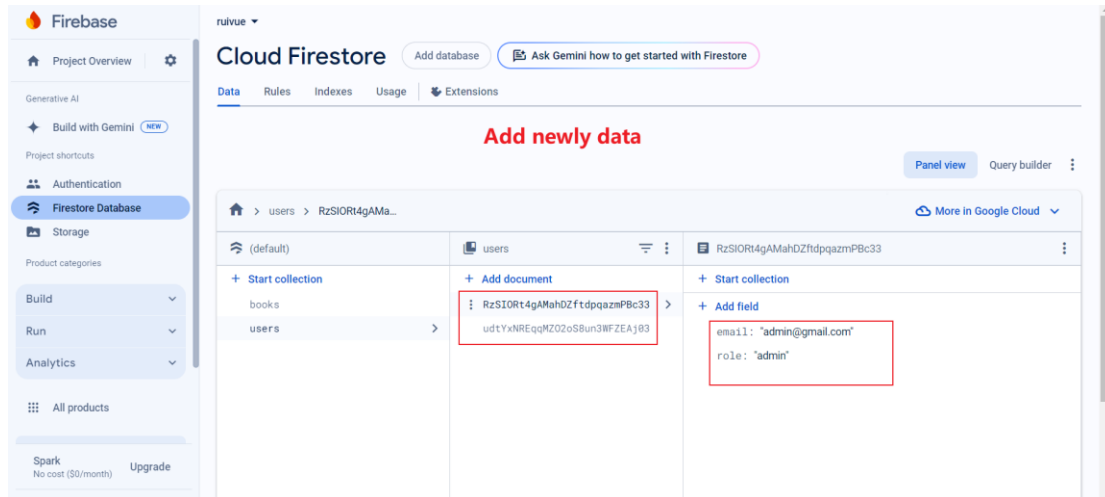 Firebase
ruivue
Project Overview
Cloud Firestore
Add database
Ask Gemini how to get started with Firestore
Generative AI
Data Rules Indexes Usage Extensions
Build with Gemini NEW
Add newly data
Project shortcuts
Panel view Query builder
Authentication
Firestore Database
Storage
users > RzSIORt4gAMa...
More in Google Cloud
Product categories
(default)
users
RzSIORt4gAMahDZftdpqazmPBc33
+ Start collection
+ Add document
+ Start collection
Build
books
RzSIORt4gAMahDZftdpqazmPBc33
+ Add field
Run
users
udtYxNREqqMZO2oS8un3WFZEAj03
email: "admin@gmail.com"
role: "admin"
Analytics
All products
Spark
No cost ($0/month)
Upgrade